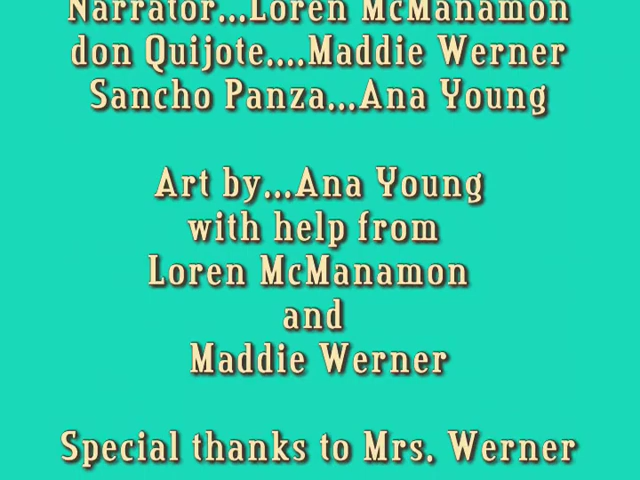 Narrator...Loren McManamon
don Quijote....Maddie Werner
Sancho Panza...Ana Young
Art by...Ana Young
with help from
Loren McManamon
and
Maddie Werner
Special thanks to Mrs. Werner